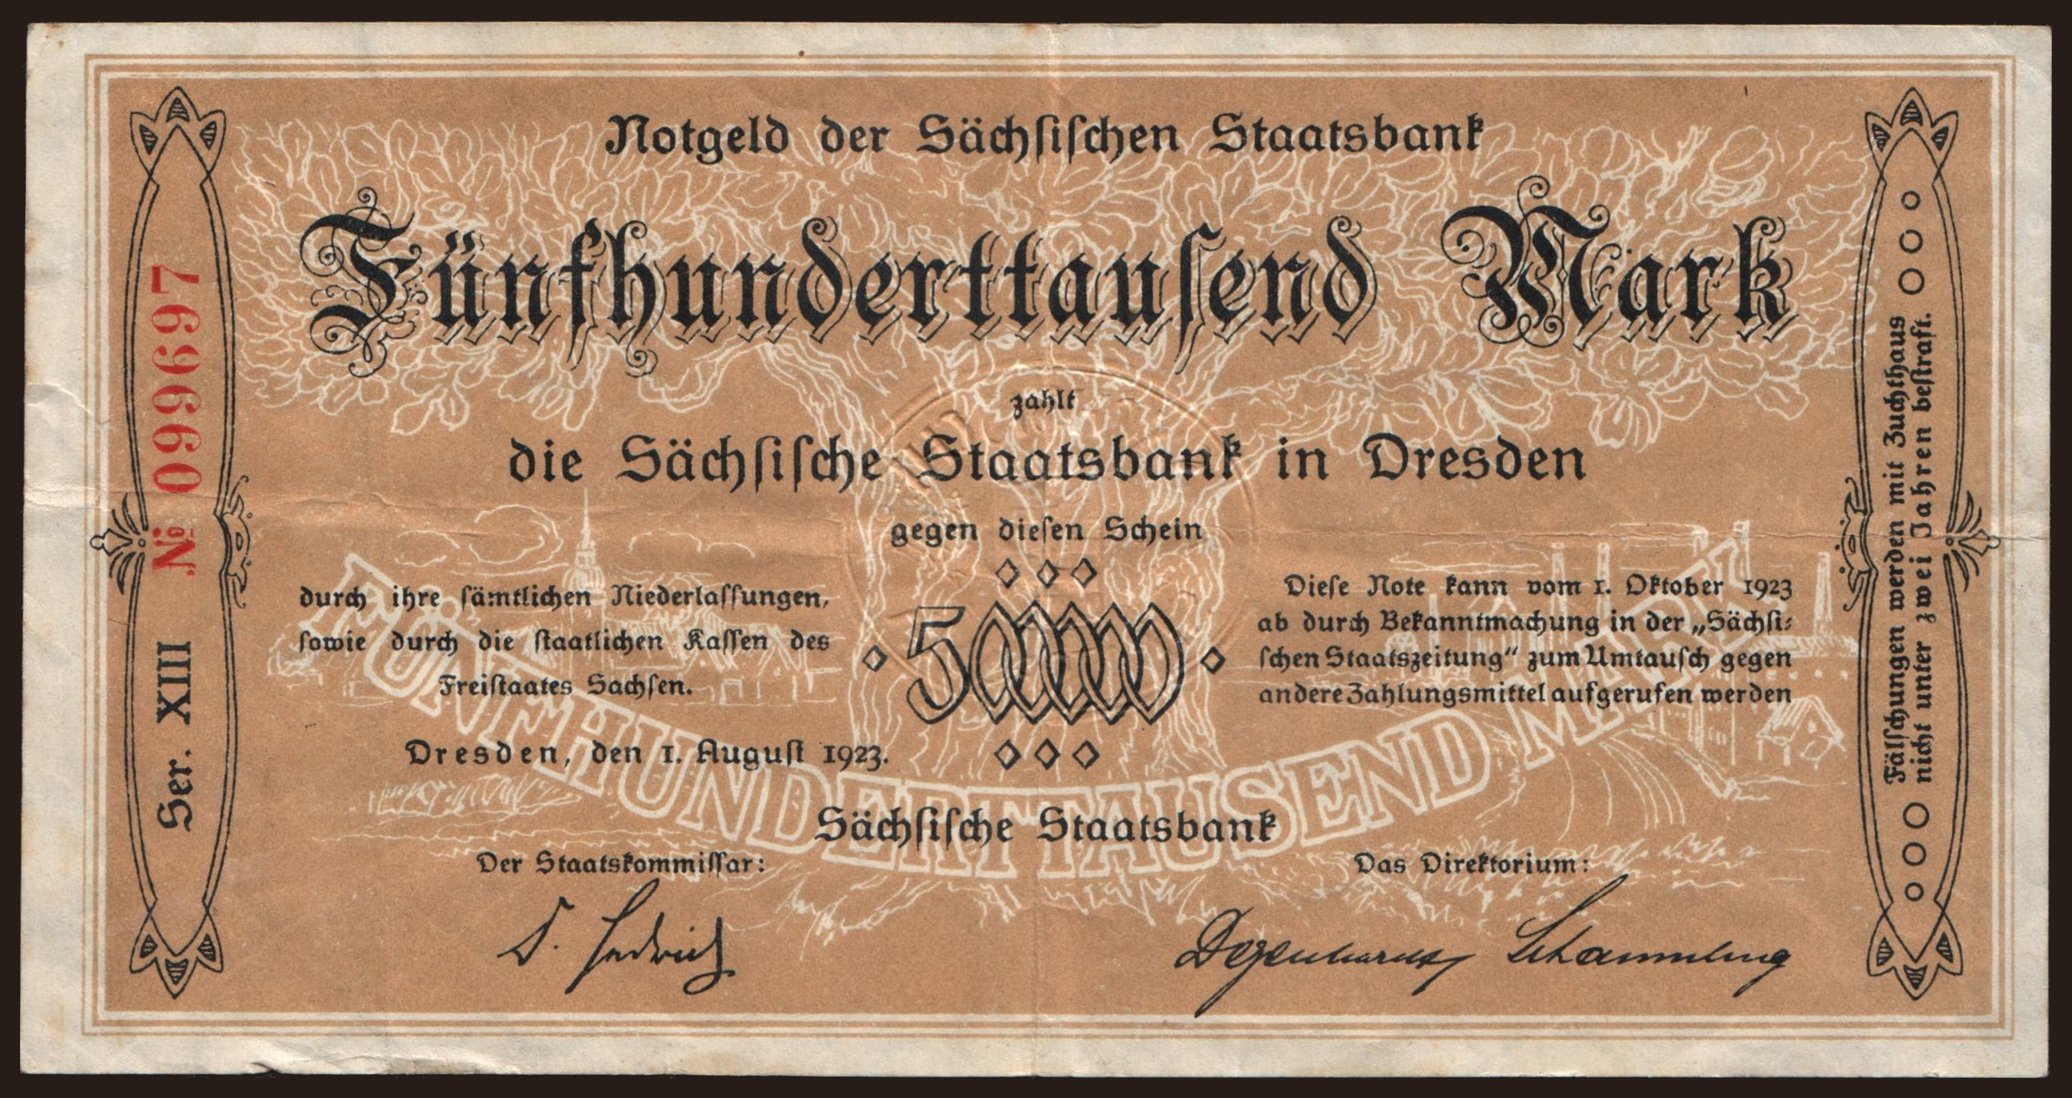 Notgeld der Sächsischen Staatsbank
Fünfhunderttausend Mark
zahlt
die Sächsische Staatsbank in Dresden
gegen diesen Schein
durch ihre sämtlichen Niederlassungen,
sowie durch die staatlichen Kassen des
Freistaates Sachsen.
500000
Diese Note kann vom 1. Oktober 1923
ab durch Bekanntmachung in der „Sächsi-
schen Staatszeitung" zum Umtausch gegen
andere Zahlungsmittel aufgerufen werden
Dresden, den 1. August 1923.
FÜNFHUNDERTTAUSEND MARK
Sächsische Staatsbank
Der Staatskommissar:
Das Direktorium:
Degenhardt
Schammling
Ser. XIII
№ 099697
Fälschungen werden mit Zuchthaus
nicht unter zwei Jahren bestraft.